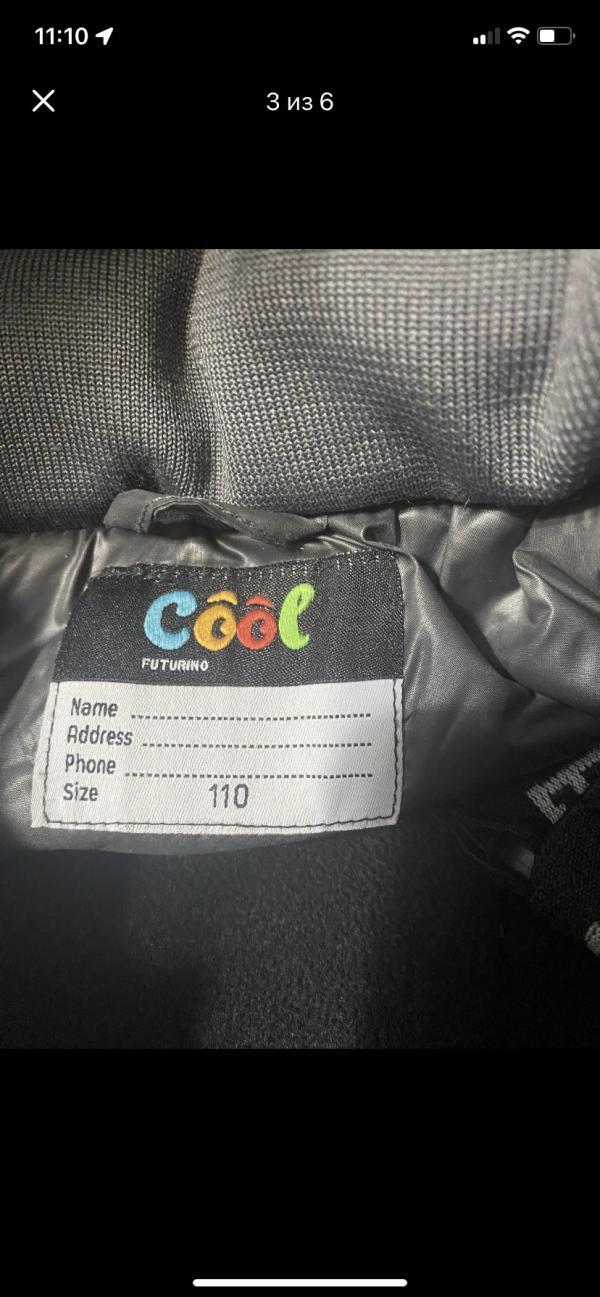 11:10
3 из 6
cool
FUTURINO
Name
Address
Phone
Size 110